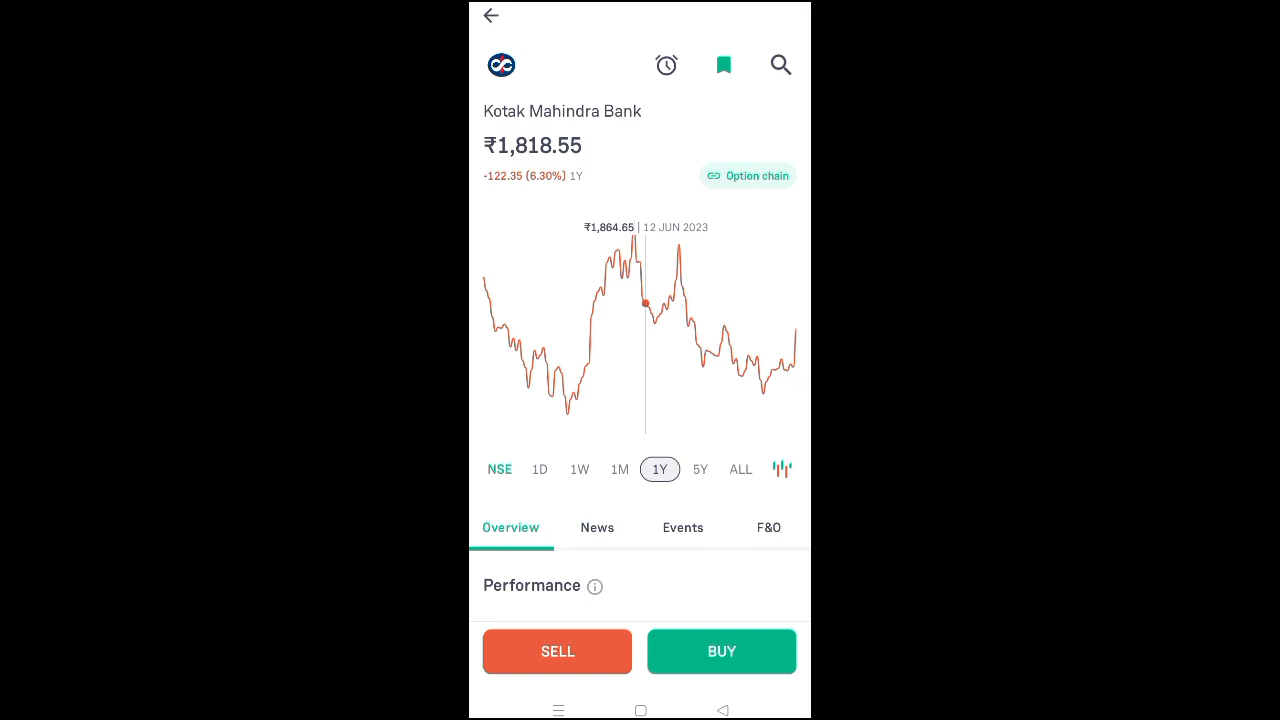 Kotak Mahindra Bank
₹1,818.55
-122.35 (6.30%) 1Y
Option chain
₹1,864.65 | 12 JUN 2023
NSE 1D 1W 1M 1Y 5Y ALL
Overview News Events F&O
Performance
SELL BUY